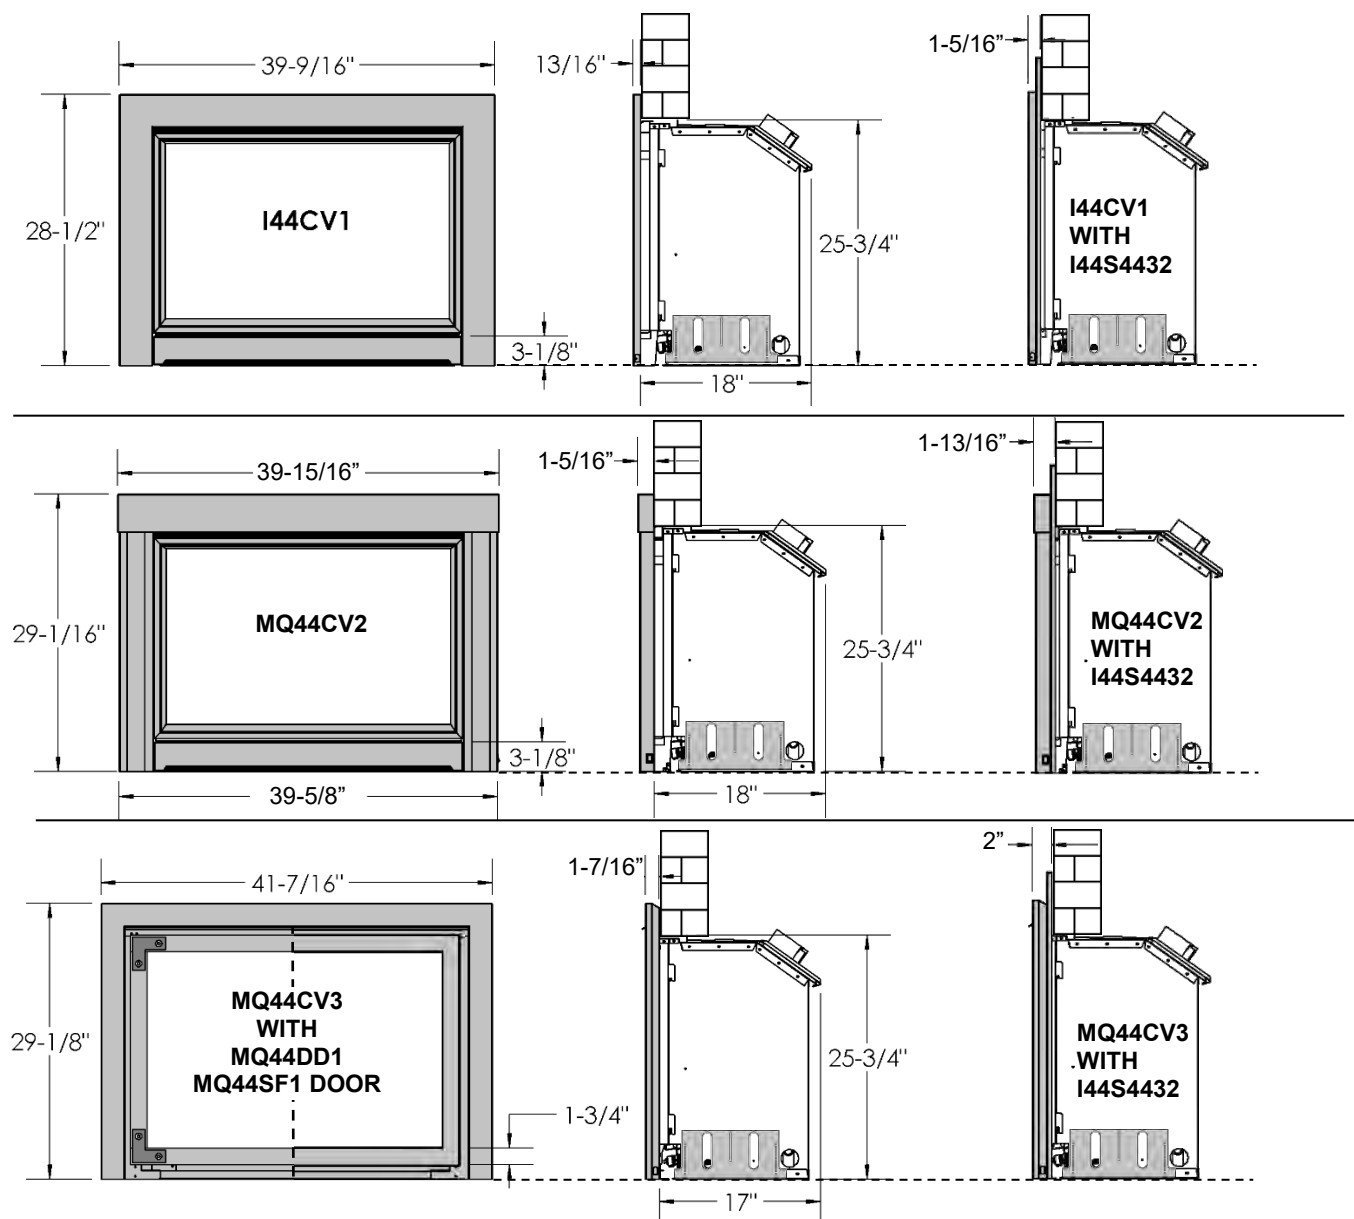 39-9/16"
13/16"
1-5/16”
28-1/2"
I44CV1
25-3/4"
I44CV1
WITH
I44S4432
3-1/8"
18"
39-15/16”
1-5/16”
1-13/16”
29-1/16"
MQ44CV2
25-3/4"
MQ44CV2
WITH
I44S4432
3-1/8"
39-5/8”
18"
41-7/16"
1-7/16”
2”
29-1/8"
MQ44CV3
WITH
MQ44DD1
MQ44SF1 DOOR
25-3/4"
MQ44CV3
WITH
I44S4432
1-3/4"
17"